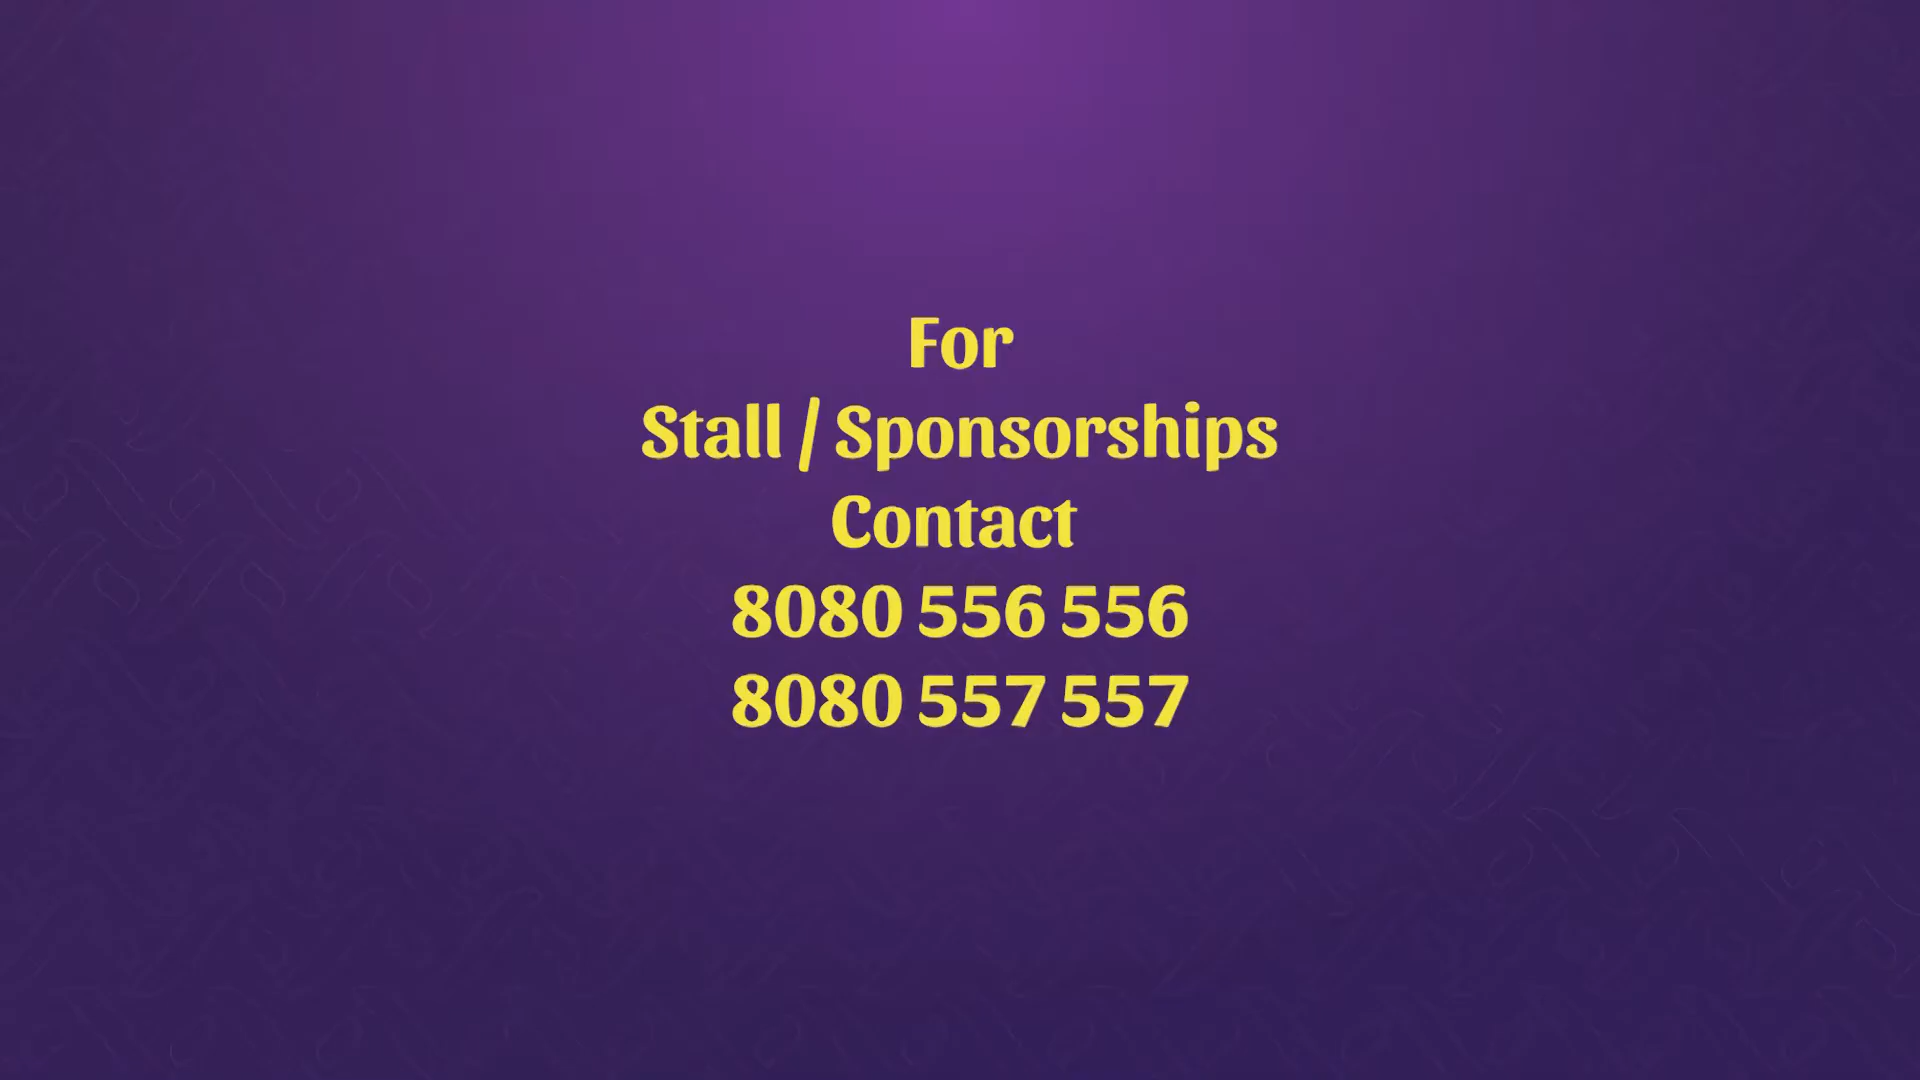 For
Stall / Sponsorships
Contact
8080 556 556
8080 557 557